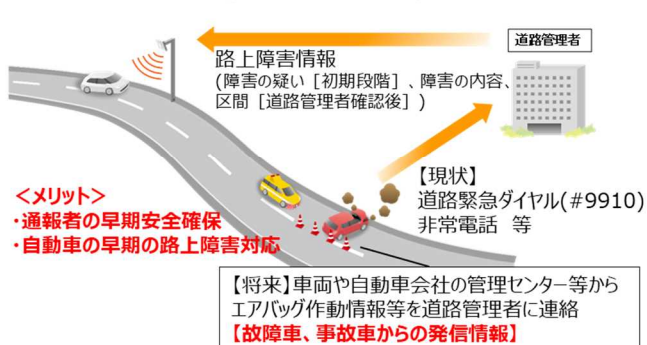 道路管理者
路上障害情報
(障害の疑い［初期段階］、障害の内容、
区間［道路管理者確認後］)
【現状】
道路緊急ダイヤル(#9910)
非常電話　等
＜メリット＞
・通報者の早期安全確保
・自動車の早期の路上障害対応
【将来】車両や自動車会社の管理センター等から
エアバッグ作動情報等を道路管理者に連絡
【故障車、事故車からの発信情報】